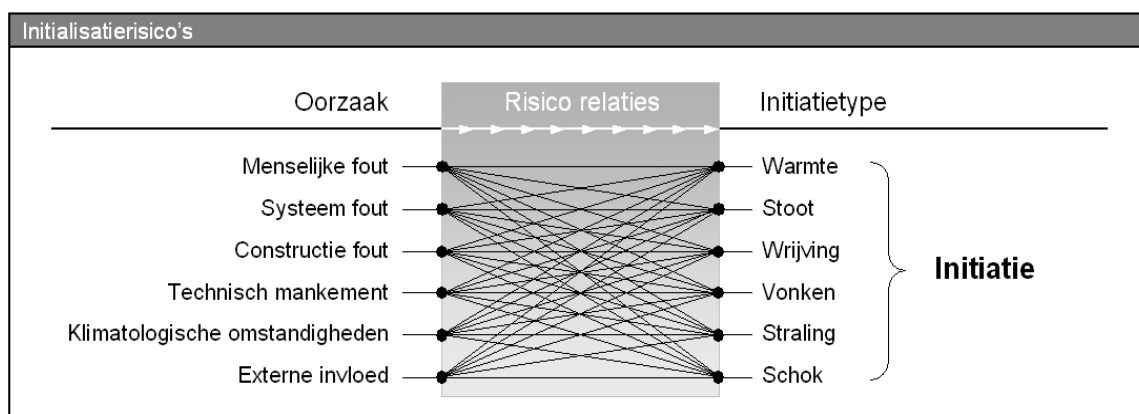 Initialisatierisico's
Oorzaak Risico relaties Initiatietype
Menselijke fout Warmte
Systeem fout Stoot
Constructie fout Wrijving
Initiatie
Technisch mankement Vonken
Klimatologische omstandigheden Straling
Externe invloed Schok